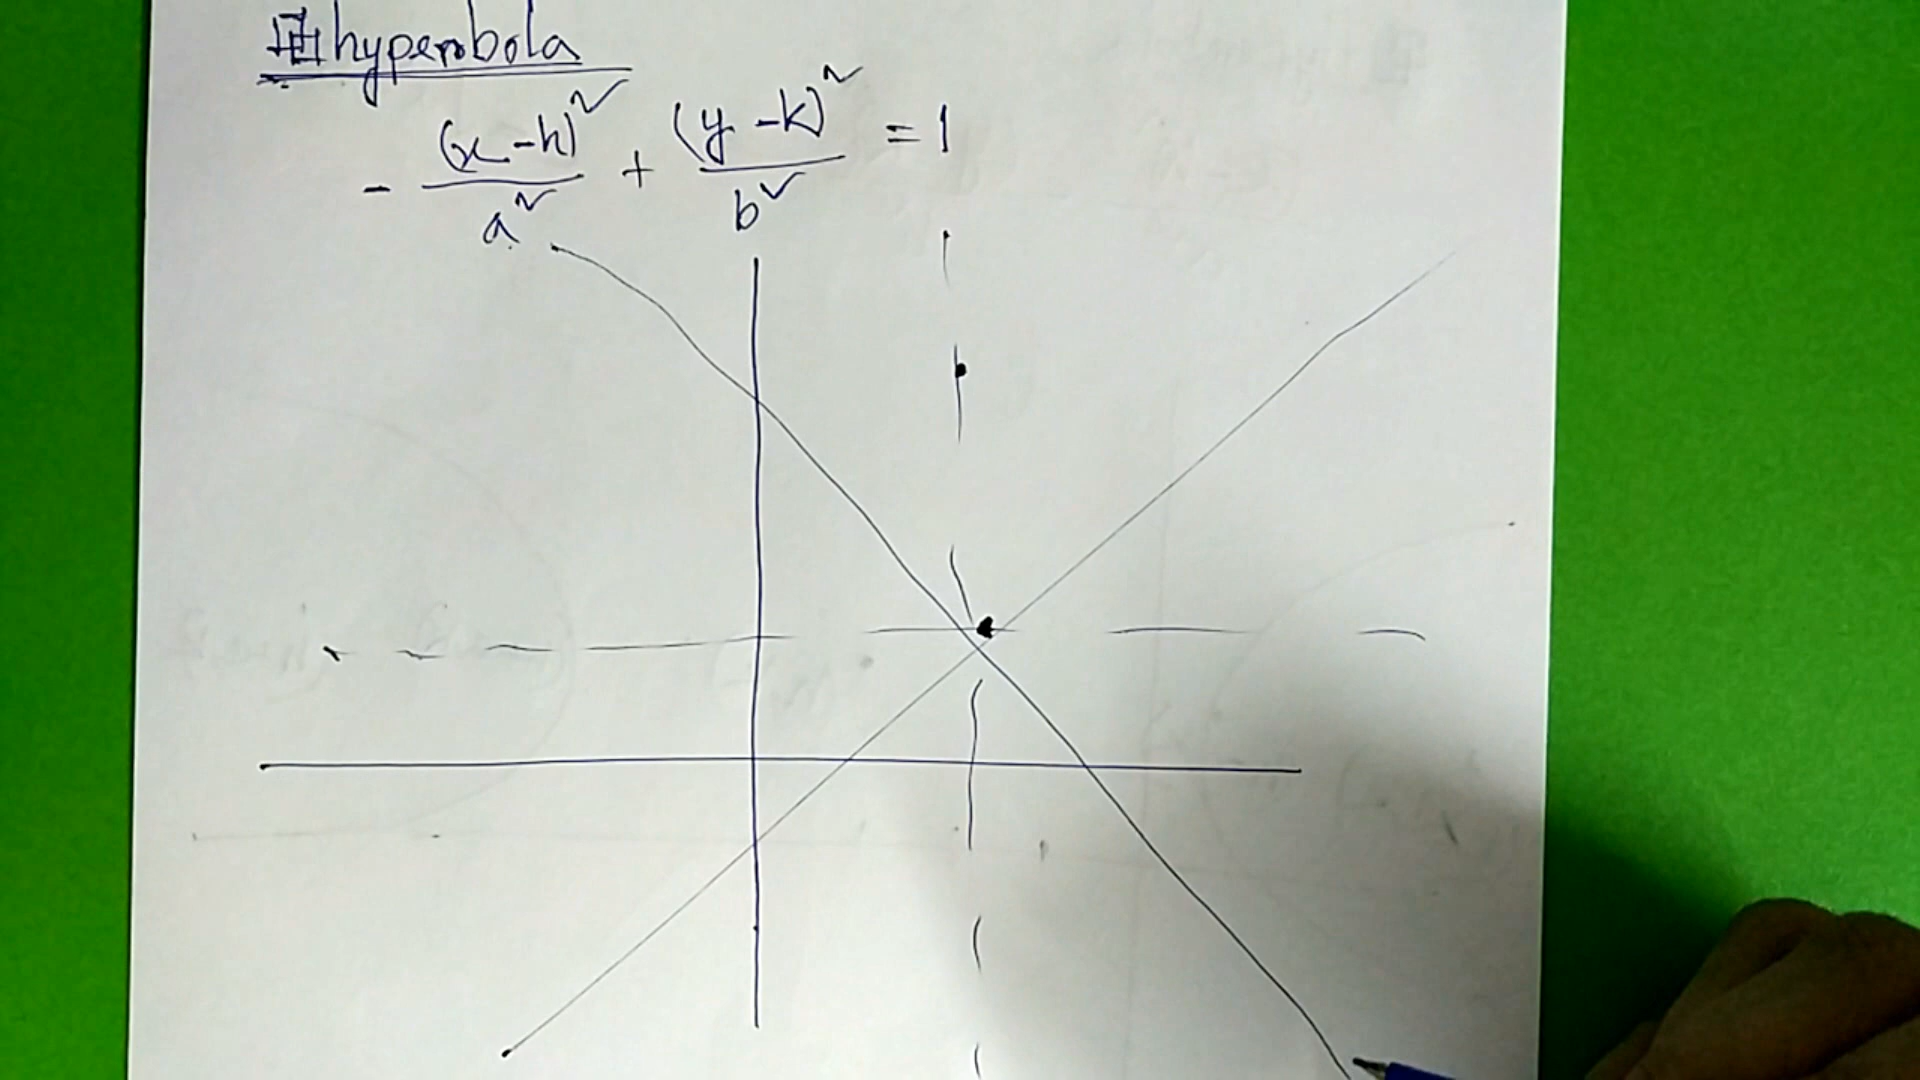 hyperbola
- (x-h)²/a² + (y-k)²/b² = 1